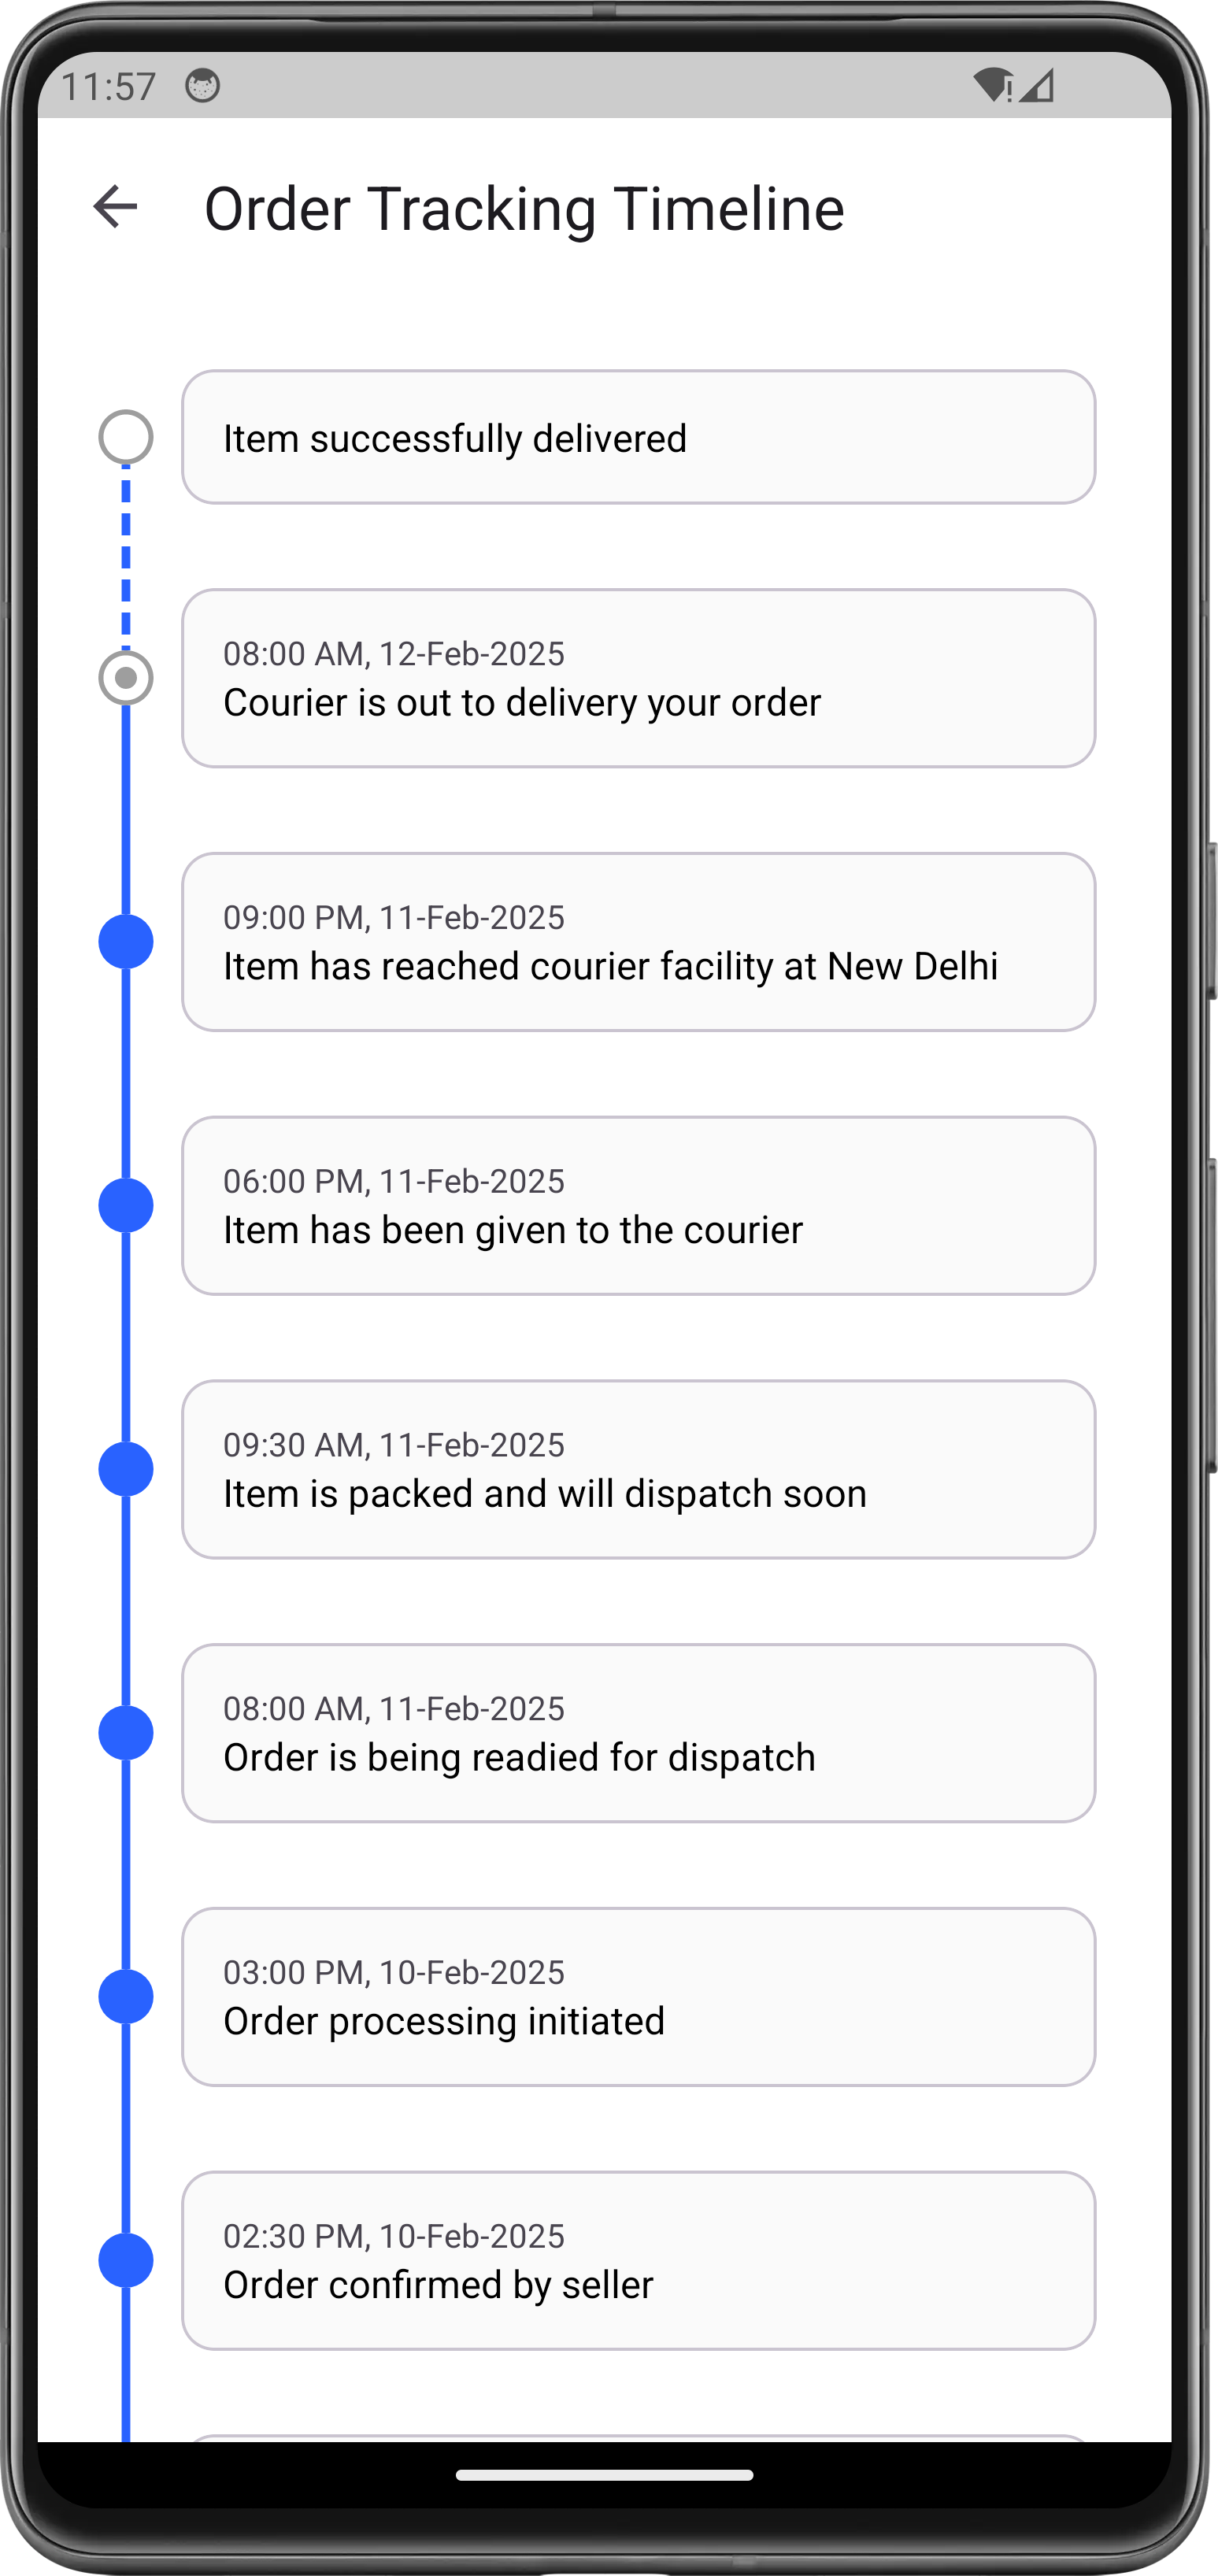 11:57
Order Tracking Timeline
Item successfully delivered
08:00 AM, 12-Feb-2025
Courier is out to delivery your order
09:00 PM, 11-Feb-2025
Item has reached courier facility at New Delhi
06:00 PM, 11-Feb-2025
Item has been given to the courier
09:30 AM, 11-Feb-2025
Item is packed and will dispatch soon
08:00 AM, 11-Feb-2025
Order is being readied for dispatch
03:00 PM, 10-Feb-2025
Order processing initiated
02:30 PM, 10-Feb-2025
Order confirmed by seller